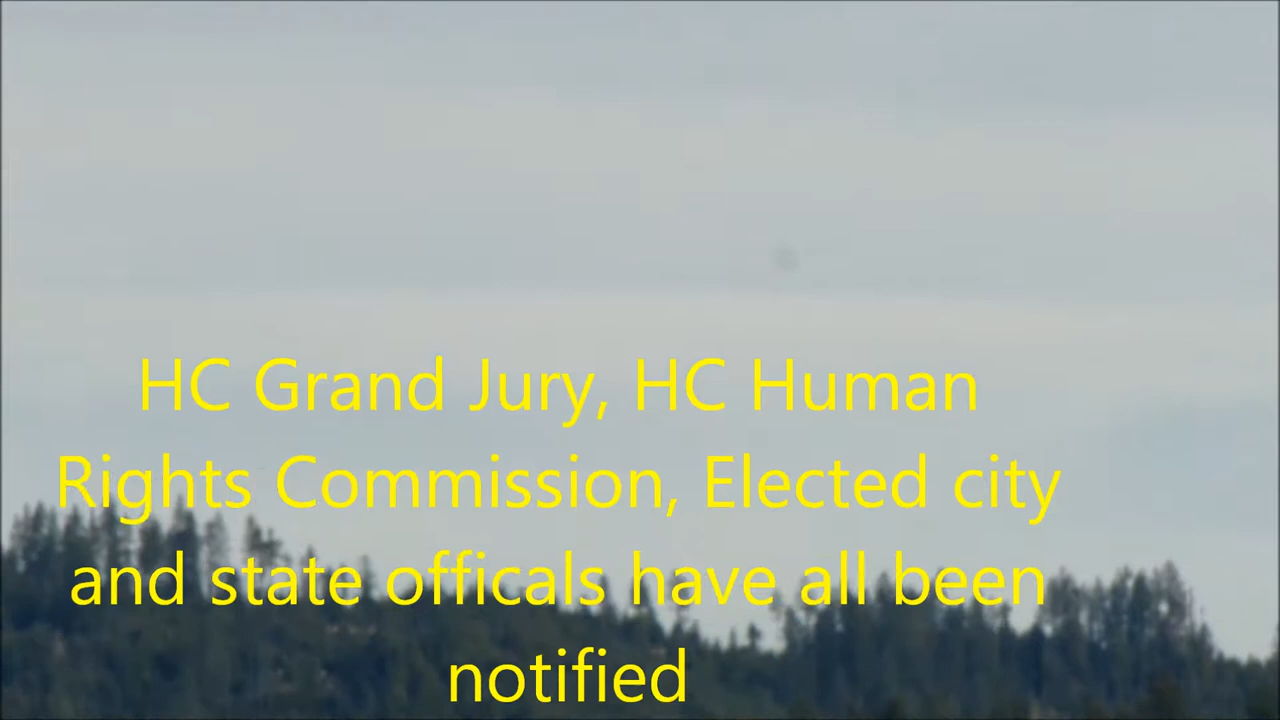 HC Grand Jury, HC Human
Rights Commission, Elected city
and state officals have all been
notified